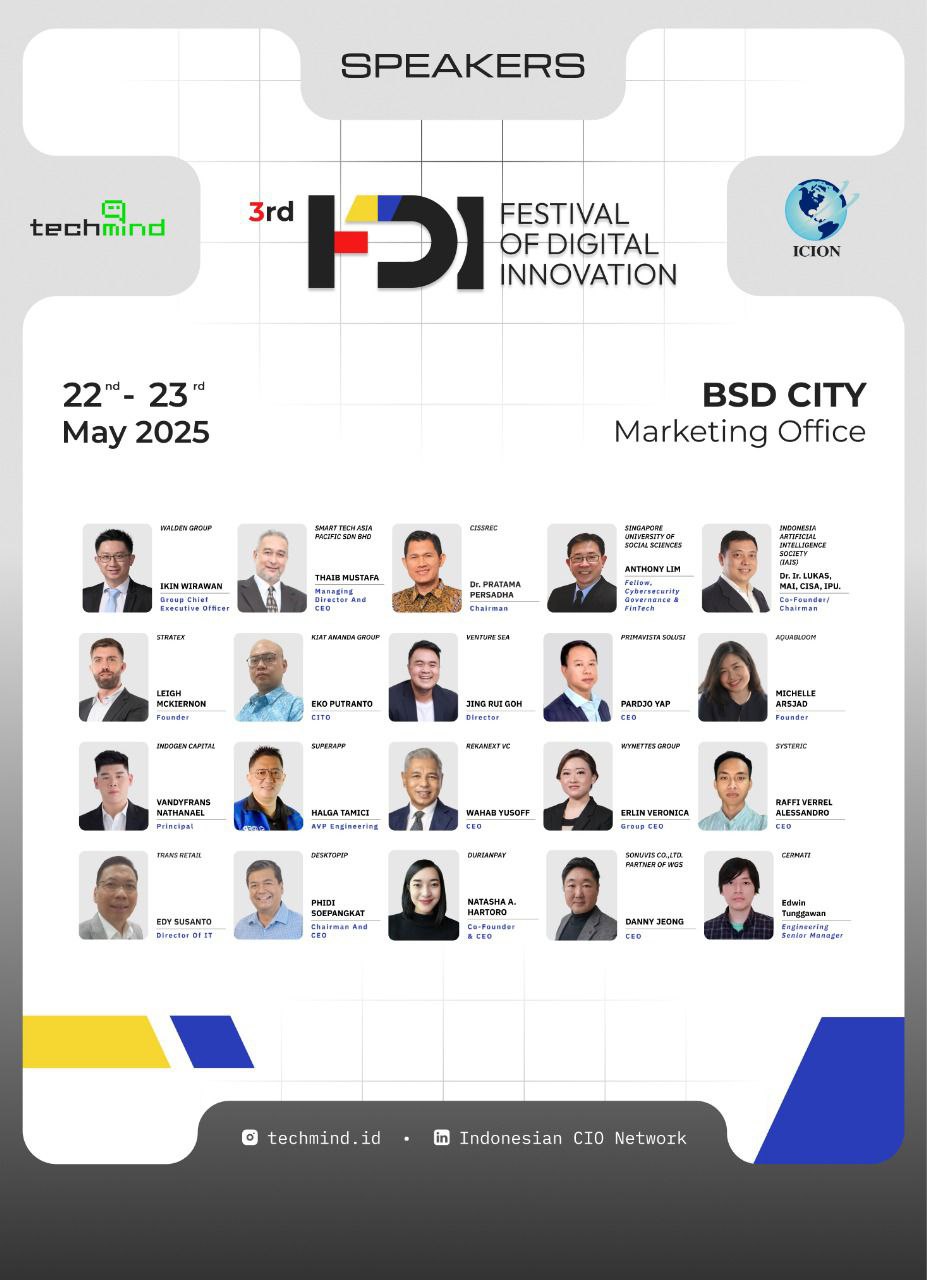 SPEAKERS
techmind
3rd
FDI
FESTIVAL
OF DIGITAL
INNOVATION
ICION
22nd - 23rd
May 2025
BSD CITY
Marketing Office
WALDEN GROUP
IKIN WIRAWAN
Group Chief
Executive Officer
SMART TECH ASIA
PACIFIC SDN BHD
THAIB MUSTAFA
Managing
Director And
CEO
CISSREC
Dr. PRATAMA
PERSADHA
Chairman
SINGAPORE
UNIVERSITY OF
SOCIAL SCIENCES
ANTHONY LIM
Fellow,
Cybersecurity
Governance &
FinTech
INDONESIA
ARTIFICIAL
INTELLIGENCE
SOCIETY
(IAIS)
Dr. Ir. LUKAS,
MAI, CISA, IPU.
Co-Founder/
Chairman
STRATEX
LEIGH
MCKIERNON
Founder
KIAT ANANDA GROUP
EKO PUTRANTO
CITO
VENTURE SEA
JING RUI GOH
Director
PRIMAVISTA SOLUSI
PARDJO YAP
CEO
AQUABLOOM
MICHELLE
ARSJAD
Founder
INDOGEN CAPITAL
VANDYFRANS
NATHANAEL
Principal
SUPERAPP
HALGA TAMICI
AVP Engineering
REKANEXT VC
WAHAB YUSOFF
CEO
WYNETTES GROUP
ERLIN VERONICA
Group CEO
SYSTERIC
RAFFI VERREL
ALESSANDRO
CEO
TRANS RETAIL
EDY SUSANTO
Director Of IT
DESKTOPIP
PHIDI
SOEPANGKAT
Chairman And
CEO
DURIANPAY
NATASHA A.
HARTORO
Co-Founder
& CEO
SONUVIS CO.,LTD.
PARTNER OF WGS
DANNY JEONG
CEO
CERMATI
Edwin
Tunggawan
Engineering
Senior Manager
techmind.id • Indonesian CIO Network